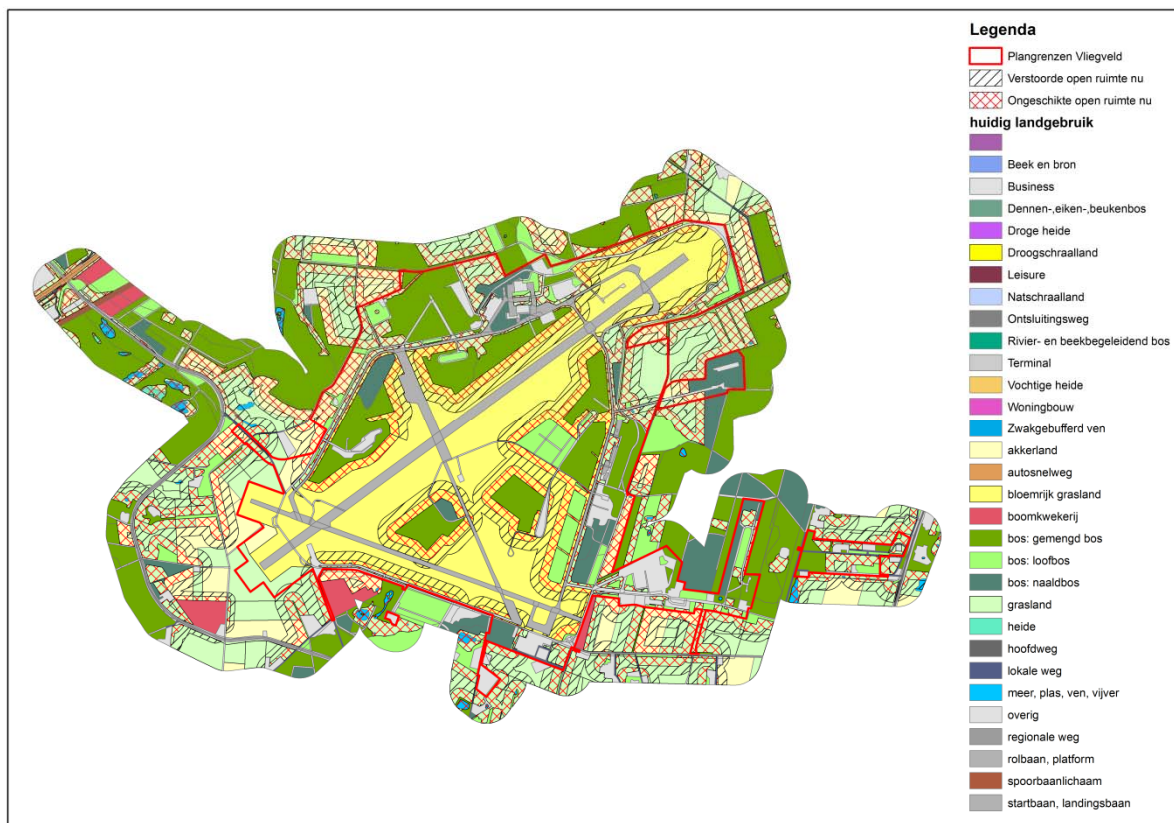 Legenda
Plangrenzen Vliegveld
Verstoorde open ruimte nu
Ongeschikte open ruimte nu
huidig landgebruik
Beek en bron
Business
Dennen-,eiken-,beukenbos
Droge heide
Droogschraalland
Leisure
Natschraalland
Ontsluitingsweg
Rivier- en beekbegeleidend bos
Terminal
Vochtige heide
Woningbouw
Zwakgebufferd ven
akkerland
autosnelweg
bloemrijk grasland
boomkwekerij
bos: gemengd bos
bos: loofbos
bos: naaldbos
grasland
heide
hoofdweg
lokale weg
meer, plas, ven, vijver
overig
regionale weg
rolbaan, platform
spoorbaanlichaam
startbaan, landingsbaan